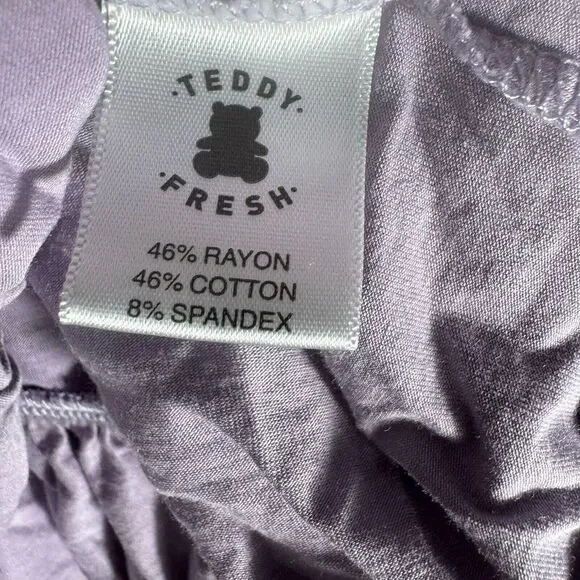 ·TEDDY·
·FRESH·
46% RAYON
46% COTTON
8% SPANDEX